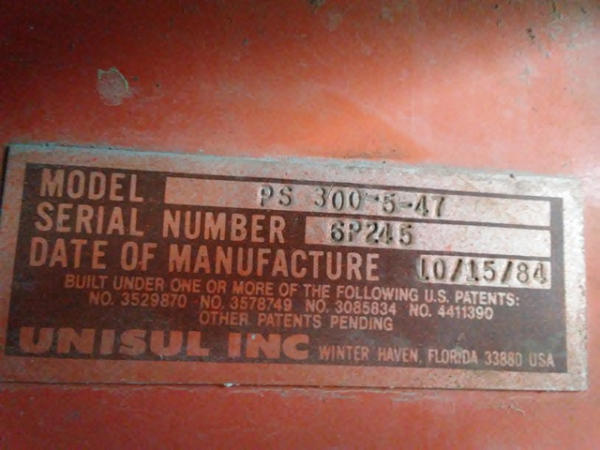 MODEL PS 300-5-47
SERIAL NUMBER 6P245
DATE OF MANUFACTURE 10/15/84
BUILT UNDER ONE OR MORE OF THE FOLLOWING U.S. PATENTS:
NO. 3529870 NO. 3578749 NO. 3085834 NO. 4411390
OTHER PATENTS PENDING
UNISUL INC WINTER HAVEN, FLORIDA 33880 USA